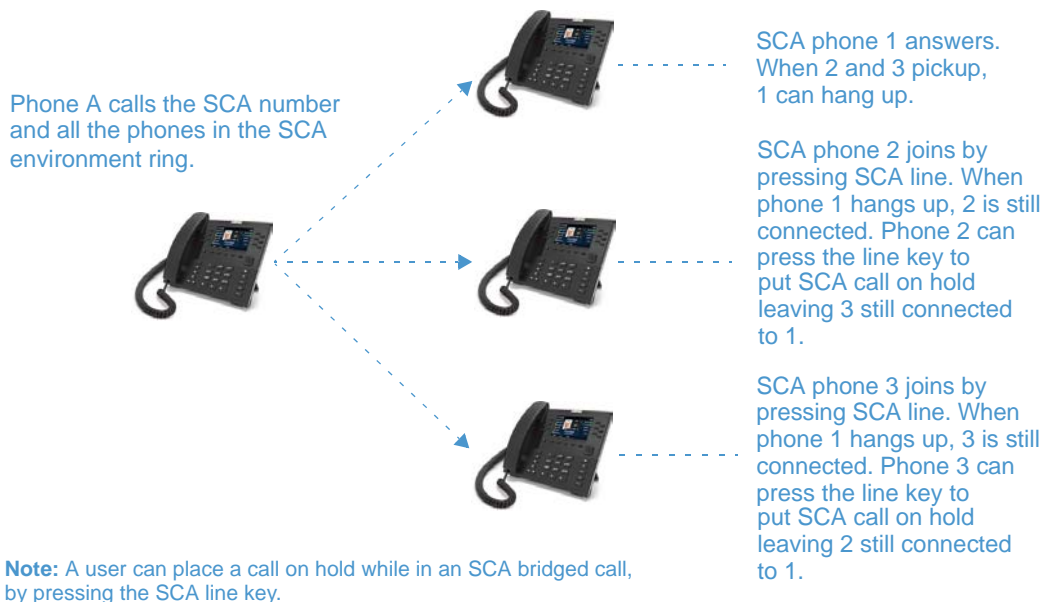 Phone A calls the SCA number
and all the phones in the SCA
environment ring.
SCA phone 1 answers.
When 2 and 3 pickup,
1 can hang up.
SCA phone 2 joins by
pressing SCA line. When
phone 1 hangs up, 2 is still
connected. Phone 2 can
press the line key to
put SCA call on hold
leaving 3 still connected
to 1.
SCA phone 3 joins by
pressing SCA line. When
phone 1 hangs up, 3 is still
connected. Phone 3 can
press the line key to
put SCA call on hold
leaving 2 still connected
to 1.
Note: A user can place a call on hold while in an SCA bridged call,
by pressing the SCA line key.